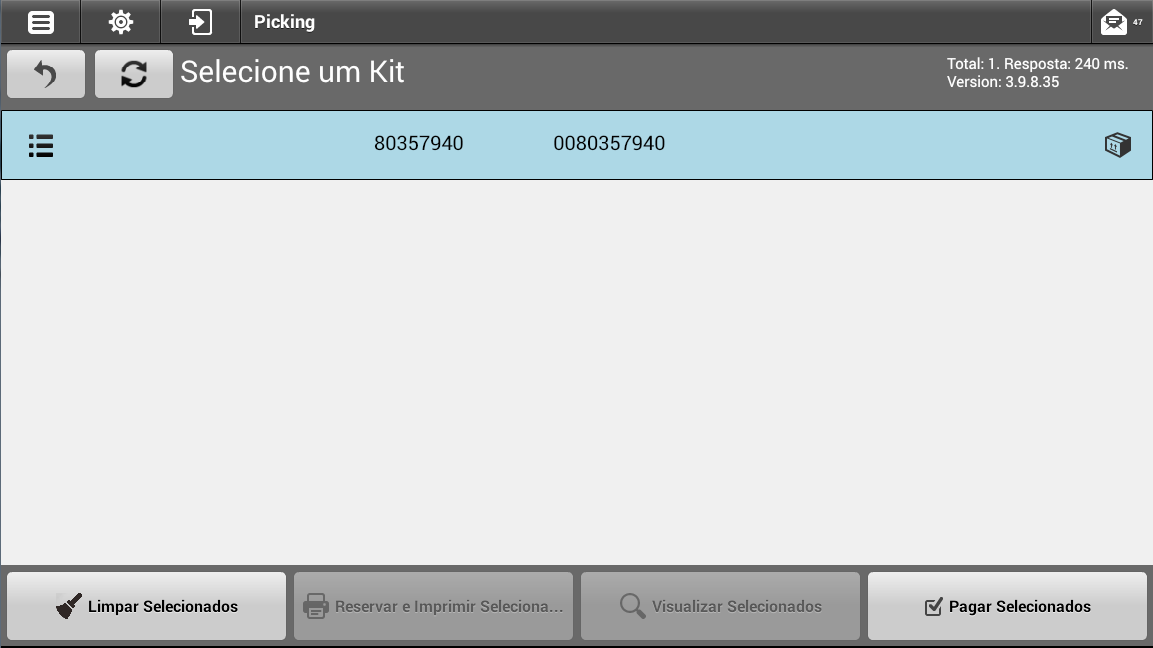 Picking
47
Selecione um Kit
Total: 1. Resposta: 240 ms.
Version: 3.9.8.35
80357940 0080357940
Limpar Selecionados
Reservar e Imprimir Seleciona...
Visualizar Selecionados
Pagar Selecionados